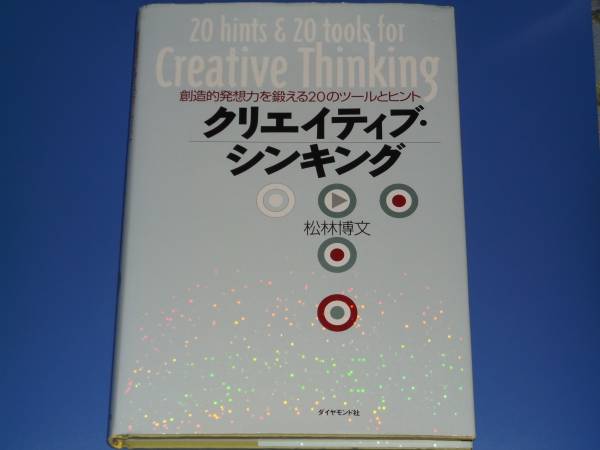 20 hints & 20 tools for
Creative Thinking
創造的発想力を鍛える20のツールとヒント
クリエイティブ・
シンキング
松林博文
ダイヤモンド社